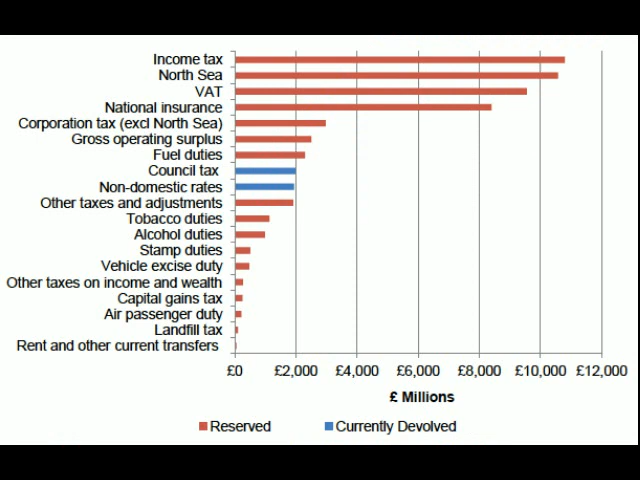 Income tax
North Sea
VAT
National insurance
Corporation tax (excl North Sea)
Gross operating surplus
Fuel duties
Council tax
Non-domestic rates
Other taxes and adjustments
Tobacco duties
Alcohol duties
Stamp duties
Vehicle excise duty
Other taxes on income and wealth
Capital gains tax
Air passenger duty
Landfill tax
Rent and other current transfers
£0 £2,000 £4,000 £6,000 £8,000 £10,000 £12,000
£ Millions
Reserved Currently Devolved